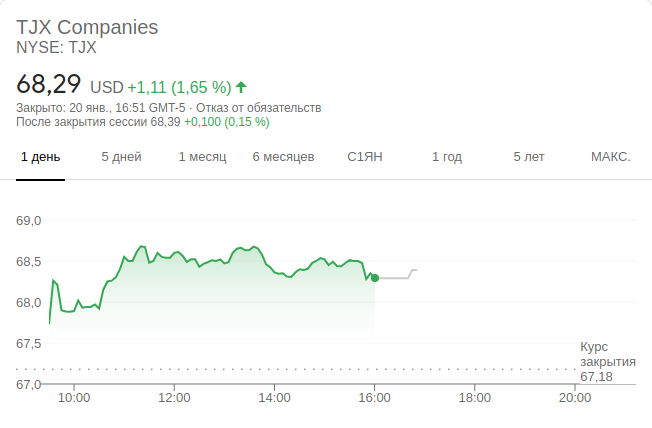 TJX Companies
NYSE: TJX
68,29 USD +1,11 (1,65 %)
Закрыто: 20 янв., 16:51 GMT-5 · Отказ от обязательств
После закрытия сессии 68,39 +0,100 (0,15 %)
1 день 5 дней 1 месяц 6 месяцев С1ЯН 1 год 5 лет МАКС.
69,0
68,5
68,0
67,5
Курс
закрытия
67,18
67,0
10:00 12:00 14:00 16:00 18:00 20:00